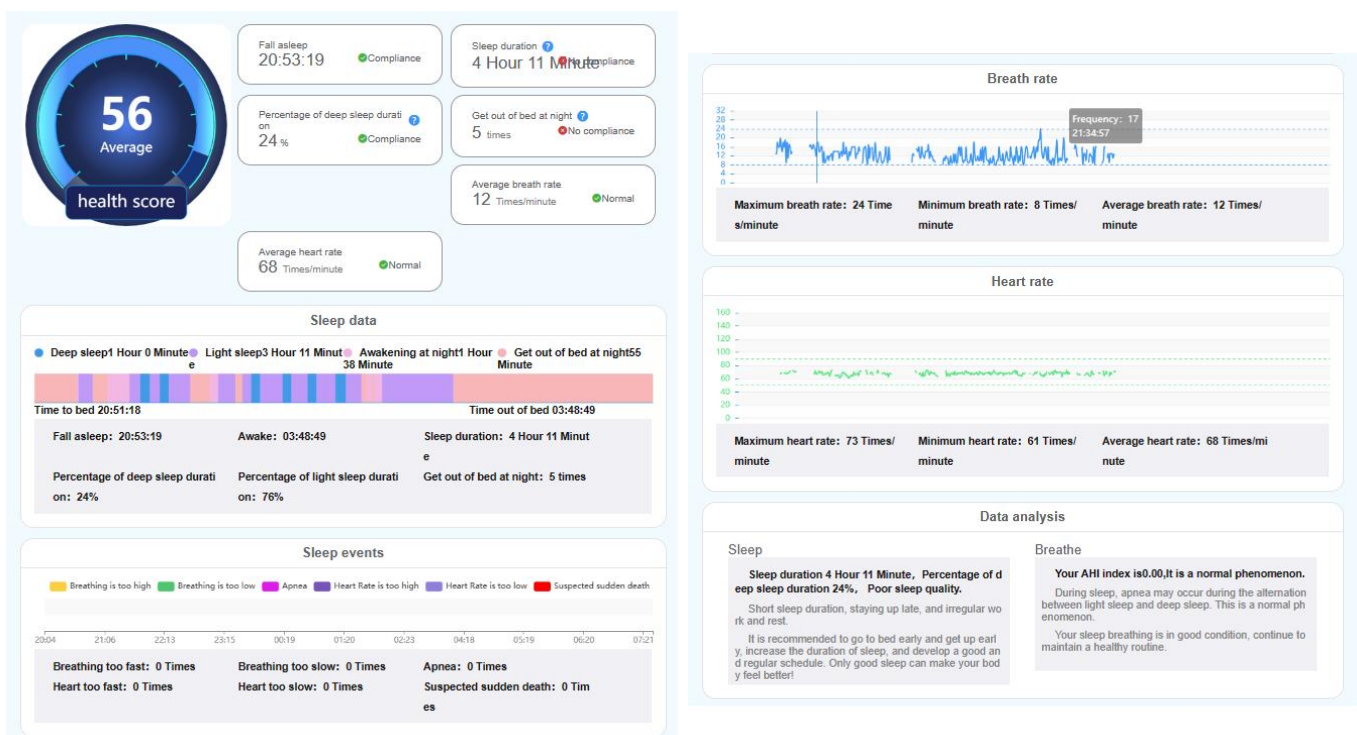 56
Average
health score
Fall asleep
20:53:19
Compliance
Sleep duration ?
4 Hour 11 Minute
No compliance
Percentage of deep sleep durati
on
?
24 %
Compliance
Get out of bed at night ?
5 times
No compliance
Average breath rate
12 Times/minute
Normal
Average heart rate
68 Times/minute
Normal
Sleep data
Deep sleep1 Hour 0 Minute
Light sleep3 Hour 11 Minut
e
Awakening at night1 Hour
38 Minute
Get out of bed at night55
Minute
Time to bed 20:51:18
Time out of bed 03:48:49
Fall asleep: 20:53:19
Awake: 03:48:49
Sleep duration: 4 Hour 11 Minut
e
Percentage of deep sleep durati
on: 24%
Percentage of light sleep durati
on: 76%
Get out of bed at night: 5 times
Sleep events
Breathing is too high
Breathing is too low
Apnea
Heart Rate is too high
Heart Rate is too low
Suspected sudden death
20:04 21:06 22:13 23:15 00:19 01:20 02:23 04:18 05:19 06:20 07:21
Breathing too fast: 0 Times
Breathing too slow: 0 Times
Apnea: 0 Times
Heart too fast: 0 Times
Heart too slow: 0 Times
Suspected sudden death: 0 Tim
es
Breath rate
32
28
24
20
16
12
8
4
0
Frequency: 17
21:34:57
Maximum breath rate: 24 Time
s/minute
Minimum breath rate: 8 Times/
minute
Average breath rate: 12 Times/
minute
Heart rate
160
140
120
100
80
60
40
20
0
Maximum heart rate: 73 Times/
minute
Minimum heart rate: 61 Times/
minute
Average heart rate: 68 Times/mi
nute
Data analysis
Sleep
Sleep duration 4 Hour 11 Minute, Percentage of d
eep sleep duration 24%, Poor sleep quality.
Short sleep duration, staying up late, and irregular wo
rk and rest.
It is recommended to go to bed early and get up earl
y, increase the duration of sleep, and develop a good an
d regular schedule. Only good sleep can make your bod
y feel better!
Breathe
Your AHI index is0.00,It is a normal phenomenon.
During sleep, apnea may occur during the alternation
between light sleep and deep sleep. This is a normal ph
enomenon.
Your sleep breathing is in good condition, continue to
maintain a healthy routine.